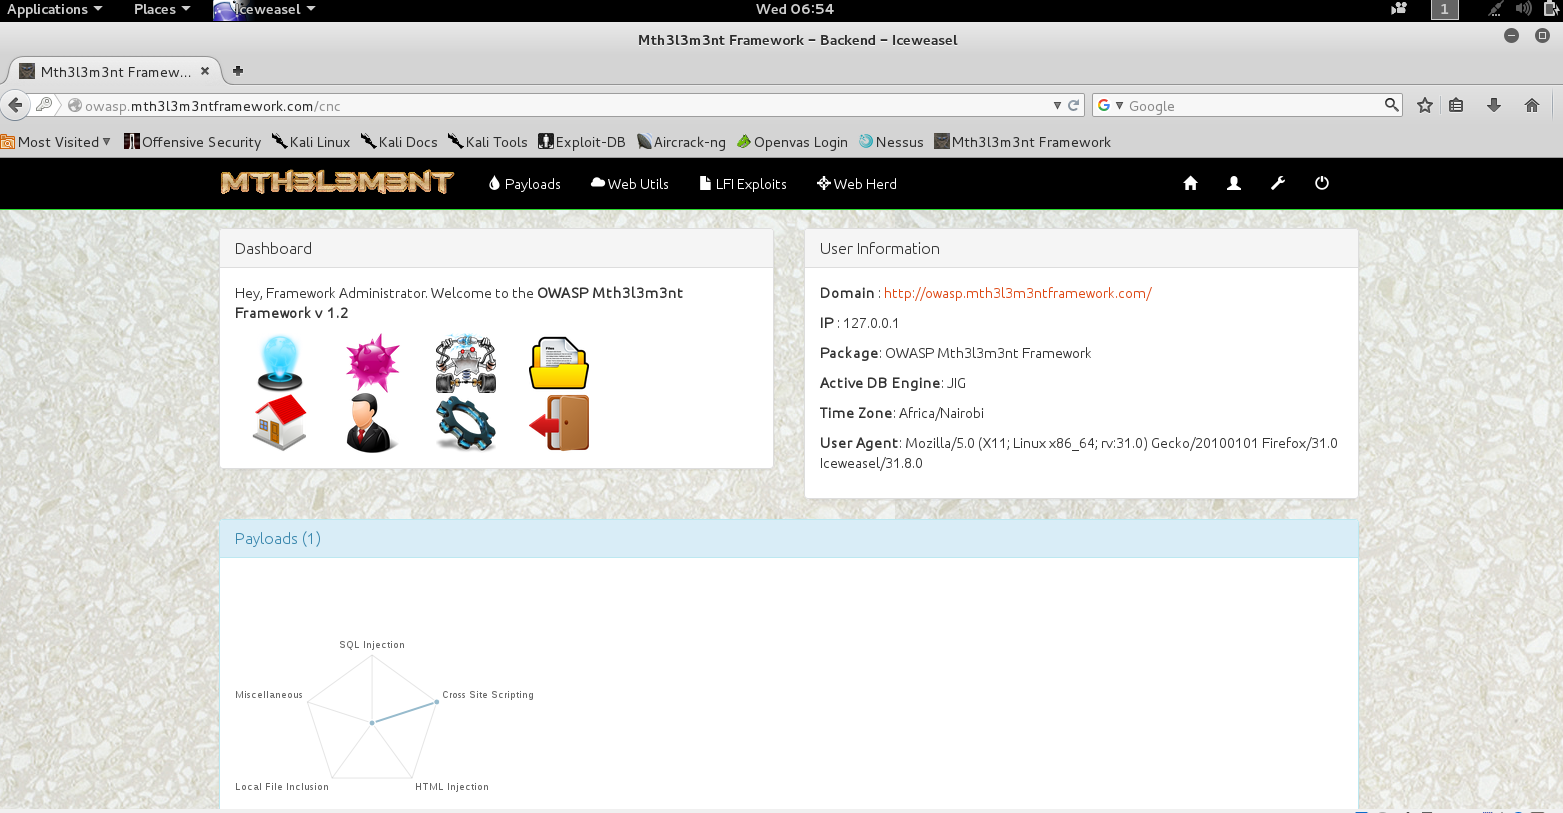 Applications Places Iceweasel Wed 06:54 1
Mth3l3m3nt Framework - Backend - Iceweasel
Mth3l3m3nt Framew...
owasp.mth3l3m3ntframework.com/cnc Google
Most Visited Offensive Security Kali Linux Kali Docs Kali Tools Exploit-DB Aircrack-ng Openvas Login Nessus Mth3l3m3nt Framework
MTH3L3M3NT Payloads Web Utils LFI Exploits Web Herd
Dashboard
Hey, Framework Administrator. Welcome to the OWASP Mth3l3m3nt
Framework v 1.2
Files
User Information
Domain : http://owasp.mth3l3m3ntframework.com/
IP : 127.0.0.1
Package: OWASP Mth3l3m3nt Framework
Active DB Engine: JIG
Time Zone: Africa/Nairobi
User Agent: Mozilla/5.0 (X11; Linux x86_64; rv:31.0) Gecko/20100101 Firefox/31.0
Iceweasel/31.8.0
Payloads (1)
SQL Injection
Miscellaneous Cross Site Scripting
Local File Inclusion HTML Injection